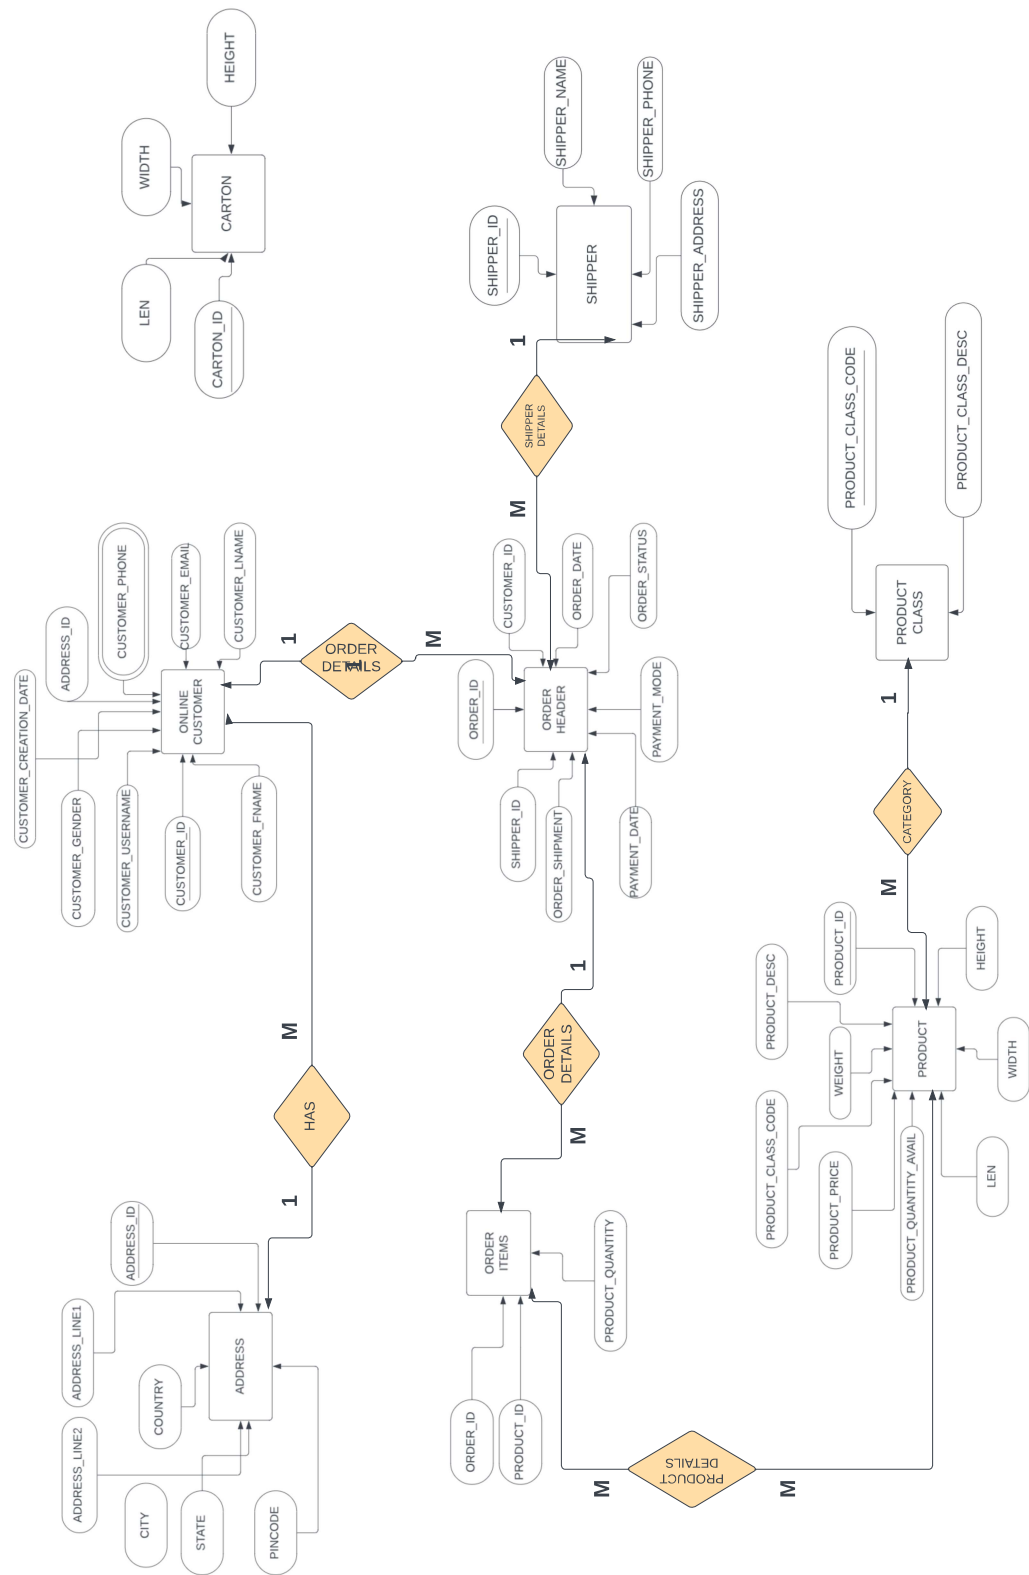 ADDRESS_LINE2
ADDRESS_LINE1
CITY
COUNTRY
ADDRESS_ID
STATE
ADDRESS
PINCODE
1
HAS
M
CUSTOMER_CREATION_DATE
CUSTOMER_GENDER
ADDRESS_ID
CUSTOMER_USERNAME
CUSTOMER_PHONE
CUSTOMER_ID
CUSTOMER_EMAIL
ONLINE
CUSTOMER
CUSTOMER_FNAME
CUSTOMER_LNAME
1
ORDER
DETAILS
1
M
HEIGHT
WIDTH
LEN
CARTON
CARTON_ID
ORDER_ID
CUSTOMER_ID
SHIPPER_ID
ORDER
HEADER
ORDER_SHIPMENT
ORDER_DATE
PAYMENT_DATE
PAYMENT_MODE
ORDER_STATUS
M
SHIPPER
DETAILS
1
SHIPPER_ID
SHIPPER_NAME
SHIPPER
SHIPPER_PHONE
SHIPPER_ADDRESS
ORDER_ID
PRODUCT_ID
ORDER
ITEMS
PRODUCT_QUANTITY
M
ORDER
DETAILS
1
M
PRODUCT
DETAILS
M
PRODUCT_CLASS_CODE
PRODUCT_DESC
PRODUCT_PRICE
WEIGHT
PRODUCT_ID
PRODUCT_QUANTITY_AVAIL
PRODUCT
LEN
WIDTH
HEIGHT
M
CATEGORY
1
PRODUCT_CLASS_CODE
PRODUCT
CLASS
PRODUCT_CLASS_DESC